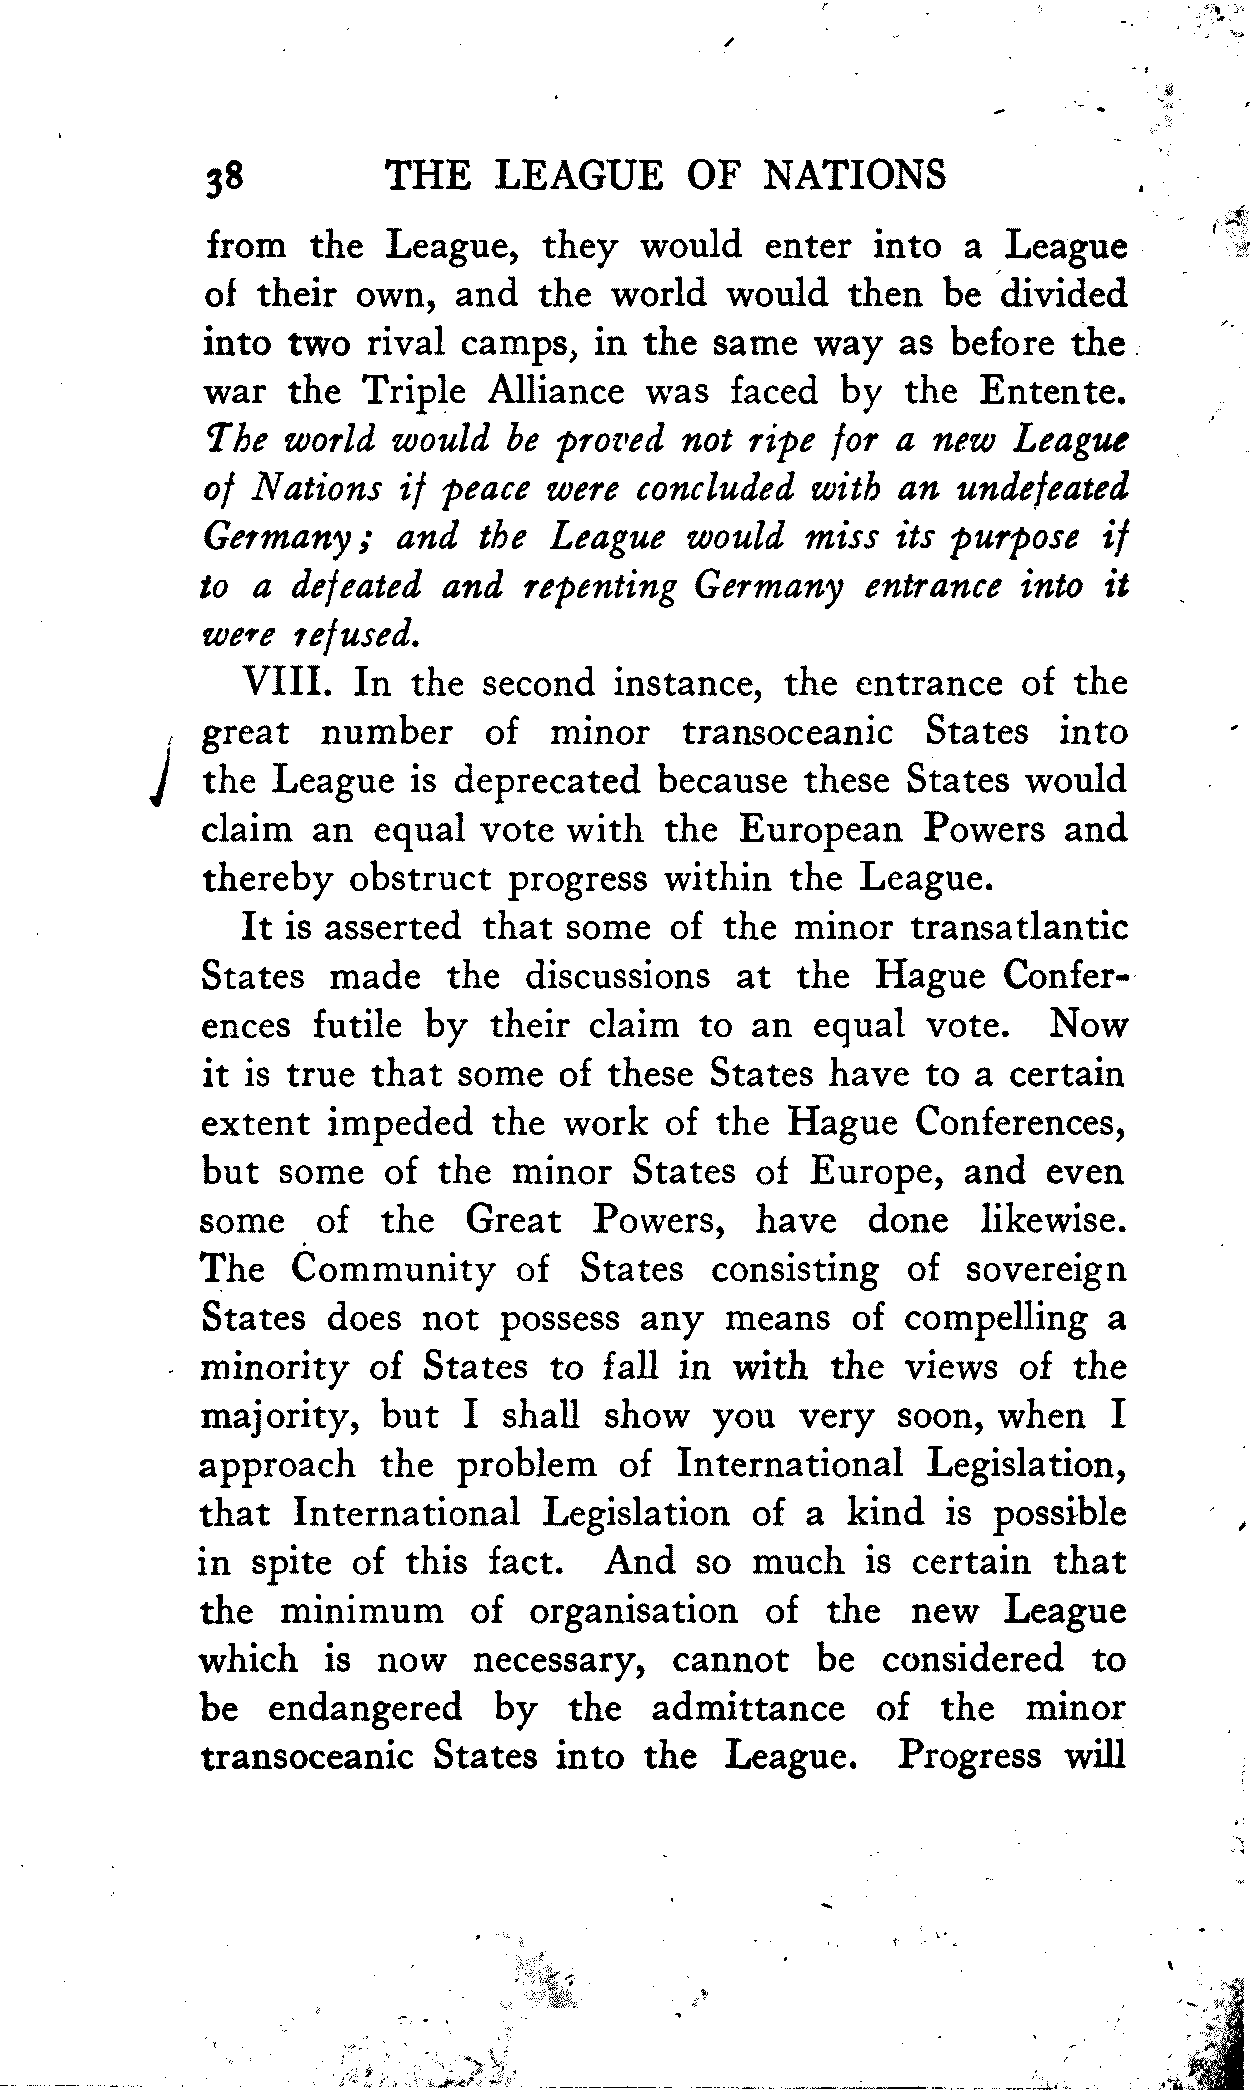 38 THE LEAGUE OF NATIONS
from the League, they would enter into a League
of their own, and the world would then be divided
into two rival camps, in the same way as before the
war the Triple Alliance was faced by the Entente.
The world would be proved not ripe for a new League
of Nations if peace were concluded with an undefeated
Germany; and the League would miss its purpose if
to a defeated and repenting Germany entrance into it
were refused.
VIII. In the second instance, the entrance of the
great number of minor transoceanic States into
the League is deprecated because these States would
claim an equal vote with the European Powers and
thereby obstruct progress within the League.
It is asserted that some of the minor transatlantic
States made the discussions at the Hague Confer-
ences futile by their claim to an equal vote. Now
it is true that some of these States have to a certain
extent impeded the work of the Hague Conferences,
but some of the minor States of Europe, and even
some of the Great Powers, have done likewise.
The Community of States consisting of sovereign
States does not possess any means of compelling a
minority of States to fall in with the views of the
majority, but I shall show you very soon, when I
approach the problem of International Legislation,
that International Legislation of a kind is possible
in spite of this fact. And so much is certain that
the minimum of organisation of the new League
which is now necessary, cannot be considered to
be endangered by the admittance of the minor
transoceanic States into the League. Progress will